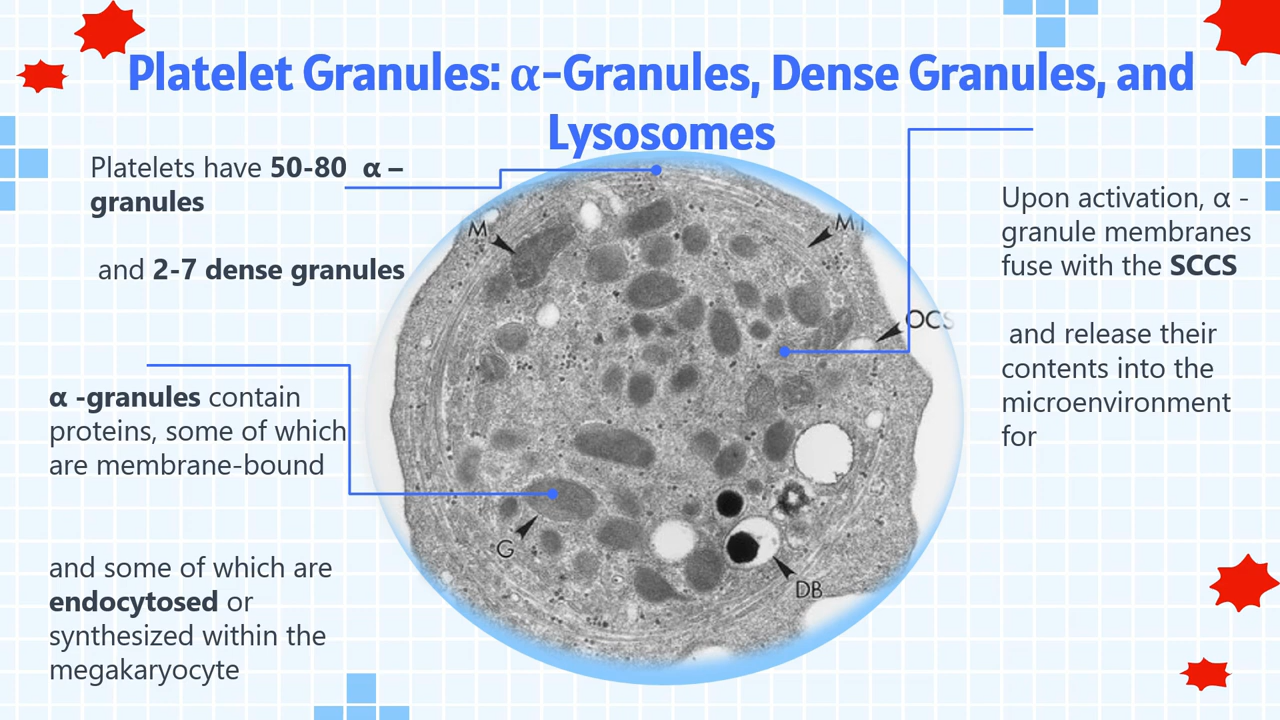 Platelet Granules: α-Granules, Dense Granules, and
Lysosomes
Platelets have 50-80 α –
granules
and 2-7 dense granules
α -granules contain
proteins, some of which
are membrane-bound
and some of which are
endocytosed or
synthesized within the
megakaryocyte
M
MT
OCS
G
DB
Upon activation, α -
granule membranes
fuse with the SCCS
and release their
contents into the
microenvironment
for